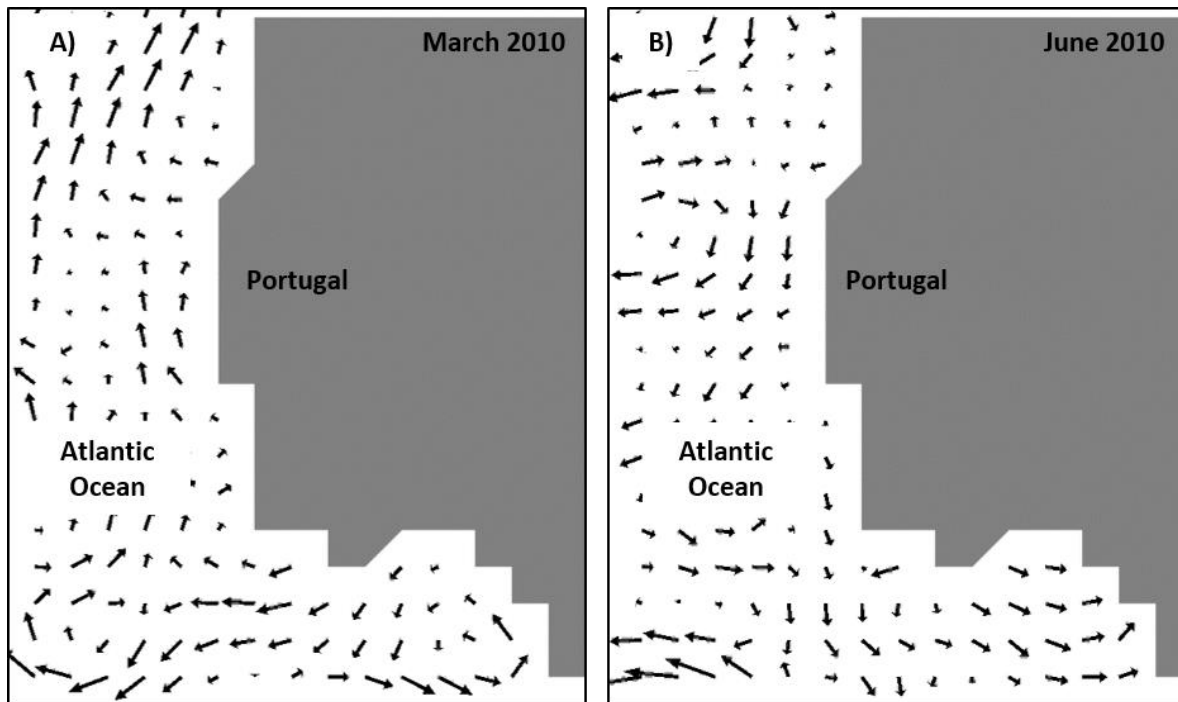 A)
March 2010
Portugal
Atlantic
Ocean
B)
June 2010
Portugal
Atlantic
Ocean